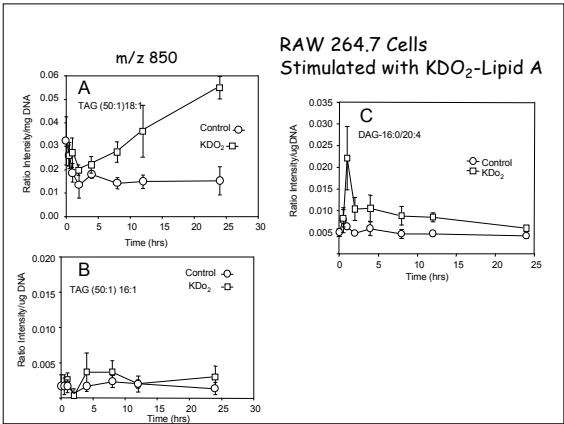 m/z 850
RAW 264.7 Cells
Stimulated with KDO2-Lipid A
A
TAG (50:1)18:1
Control
KDO2
Ratio Intensity/mg DNA
0.06
0.05
0.04
0.03
0.02
0.01
0.00
0 5 10 15 20 25 30
Time (hrs)
B
TAG (50:1) 16:1
Control
KDo2
Ratio Intensity/ug DNA
0.020
0.015
0.010
0.005
0 5 10 15 20 25 30
Time (hrs)
C
DAG-16:0/20:4
Control
KDo2
Ratio Intensity/ugDNA
0.035
0.030
0.025
0.020
0.015
0.010
0.005
0 5 10 15 20 25
Time (hrs)